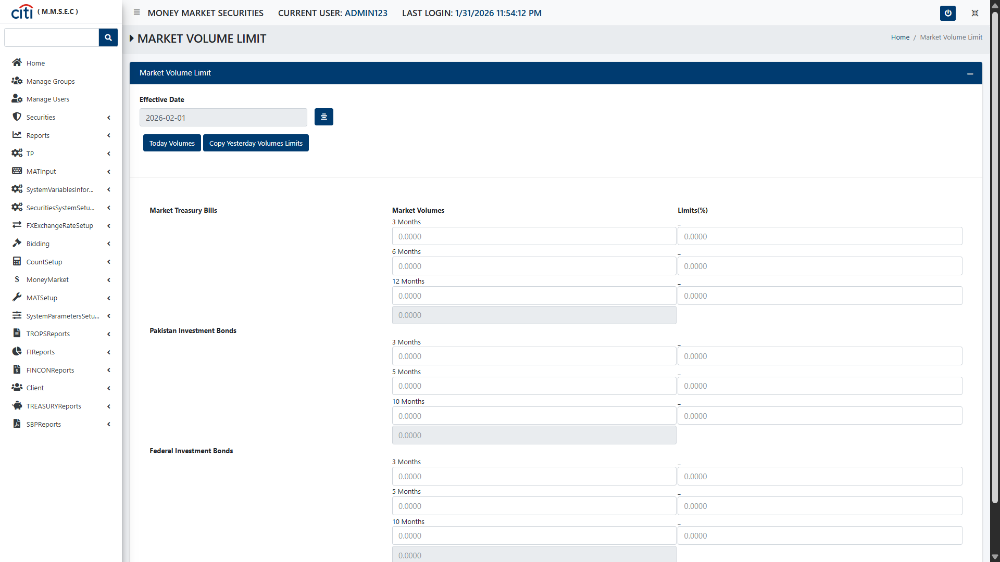 citi ( M.M.S.E.C )
MONEY MARKET SECURITIES CURRENT USER: ADMIN123 LAST LOGIN: 1/31/2026 11:54:12 PM
MARKET VOLUME LIMIT
Home / Market Volume Limit
Home
Manage Groups
Manage Users
Securities
Reports
TP
MATInput
SystemVariablesInfor...
SecuritiesSystemSetu...
FXExchangeRateSetup
Bidding
CountSetup
MoneyMarket
MATSetup
SystemParametersSetu...
TROPSReports
FIReports
FINCONReports
Client
TREASURYReports
SBPReports
Market Volume Limit
Effective Date
2026-02-01
Today Volumes Copy Yesterday Volumes Limits
Market Treasury Bills Market Volumes Limits(%)
3 Months _
0.0000 0.0000
6 Months _
0.0000 0.0000
12 Months _
0.0000 0.0000
0.0000
Pakistan Investment Bonds
3 Months _
0.0000 0.0000
5 Months _
0.0000 0.0000
10 Months _
0.0000 0.0000
0.0000
Federal Investment Bonds
3 Months _
0.0000 0.0000
5 Months _
0.0000 0.0000
10 Months _
0.0000 0.0000
0.0000